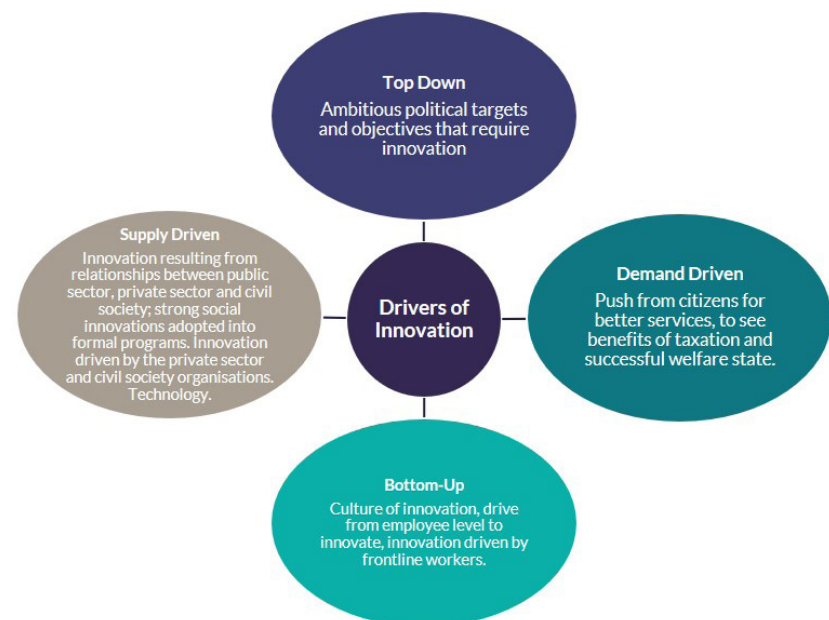 Top Down
Ambitious political targets
and objectives that require
innovation
Supply Driven
Innovation resulting from
relationships between public
sector, private sector and civil
society; strong social
innovations adopted into
formal programs. Innovation
driven by the private sector
and civil society organisations.
Technology.
Drivers of
Innovation
Demand Driven
Push from citizens for
better services, to see
benefits of taxation and
successful welfare state.
Bottom-Up
Culture of innovation, drive
from employee level to
innovate, innovation driven by
frontline workers.